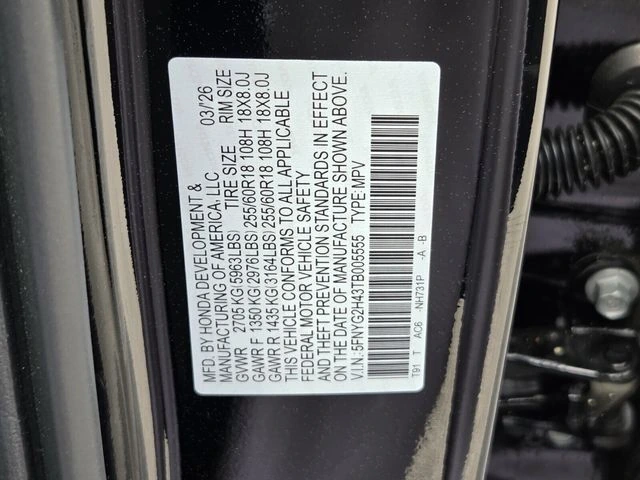 MFD. BY HONDA DEVELOPMENT &
MANUFACTURING OF AMERICA, LLC 03/'26
TIRE SIZE RIM SIZE
GVWR 2705 KG(5963LBS)
GAWR F 1350 KG(2976LBS) 255/60R18 108H 18X8.0J
GAWR R 1435 KG(3164LBS) 255/60R18 108H 18X8.0J
THIS VEHICLE CONFORMS TO ALL APPLICABLE
FEDERAL MOTOR VEHICLE SAFETY
AND THEFT PREVENTION STANDARDS IN EFFECT
ON THE DATE OF MANUFACTURE SHOWN ABOVE.
V.I.N.:5FNYG2H43TB005555 TYPE:MPV
T91 T AC6 -NH731P -A -B